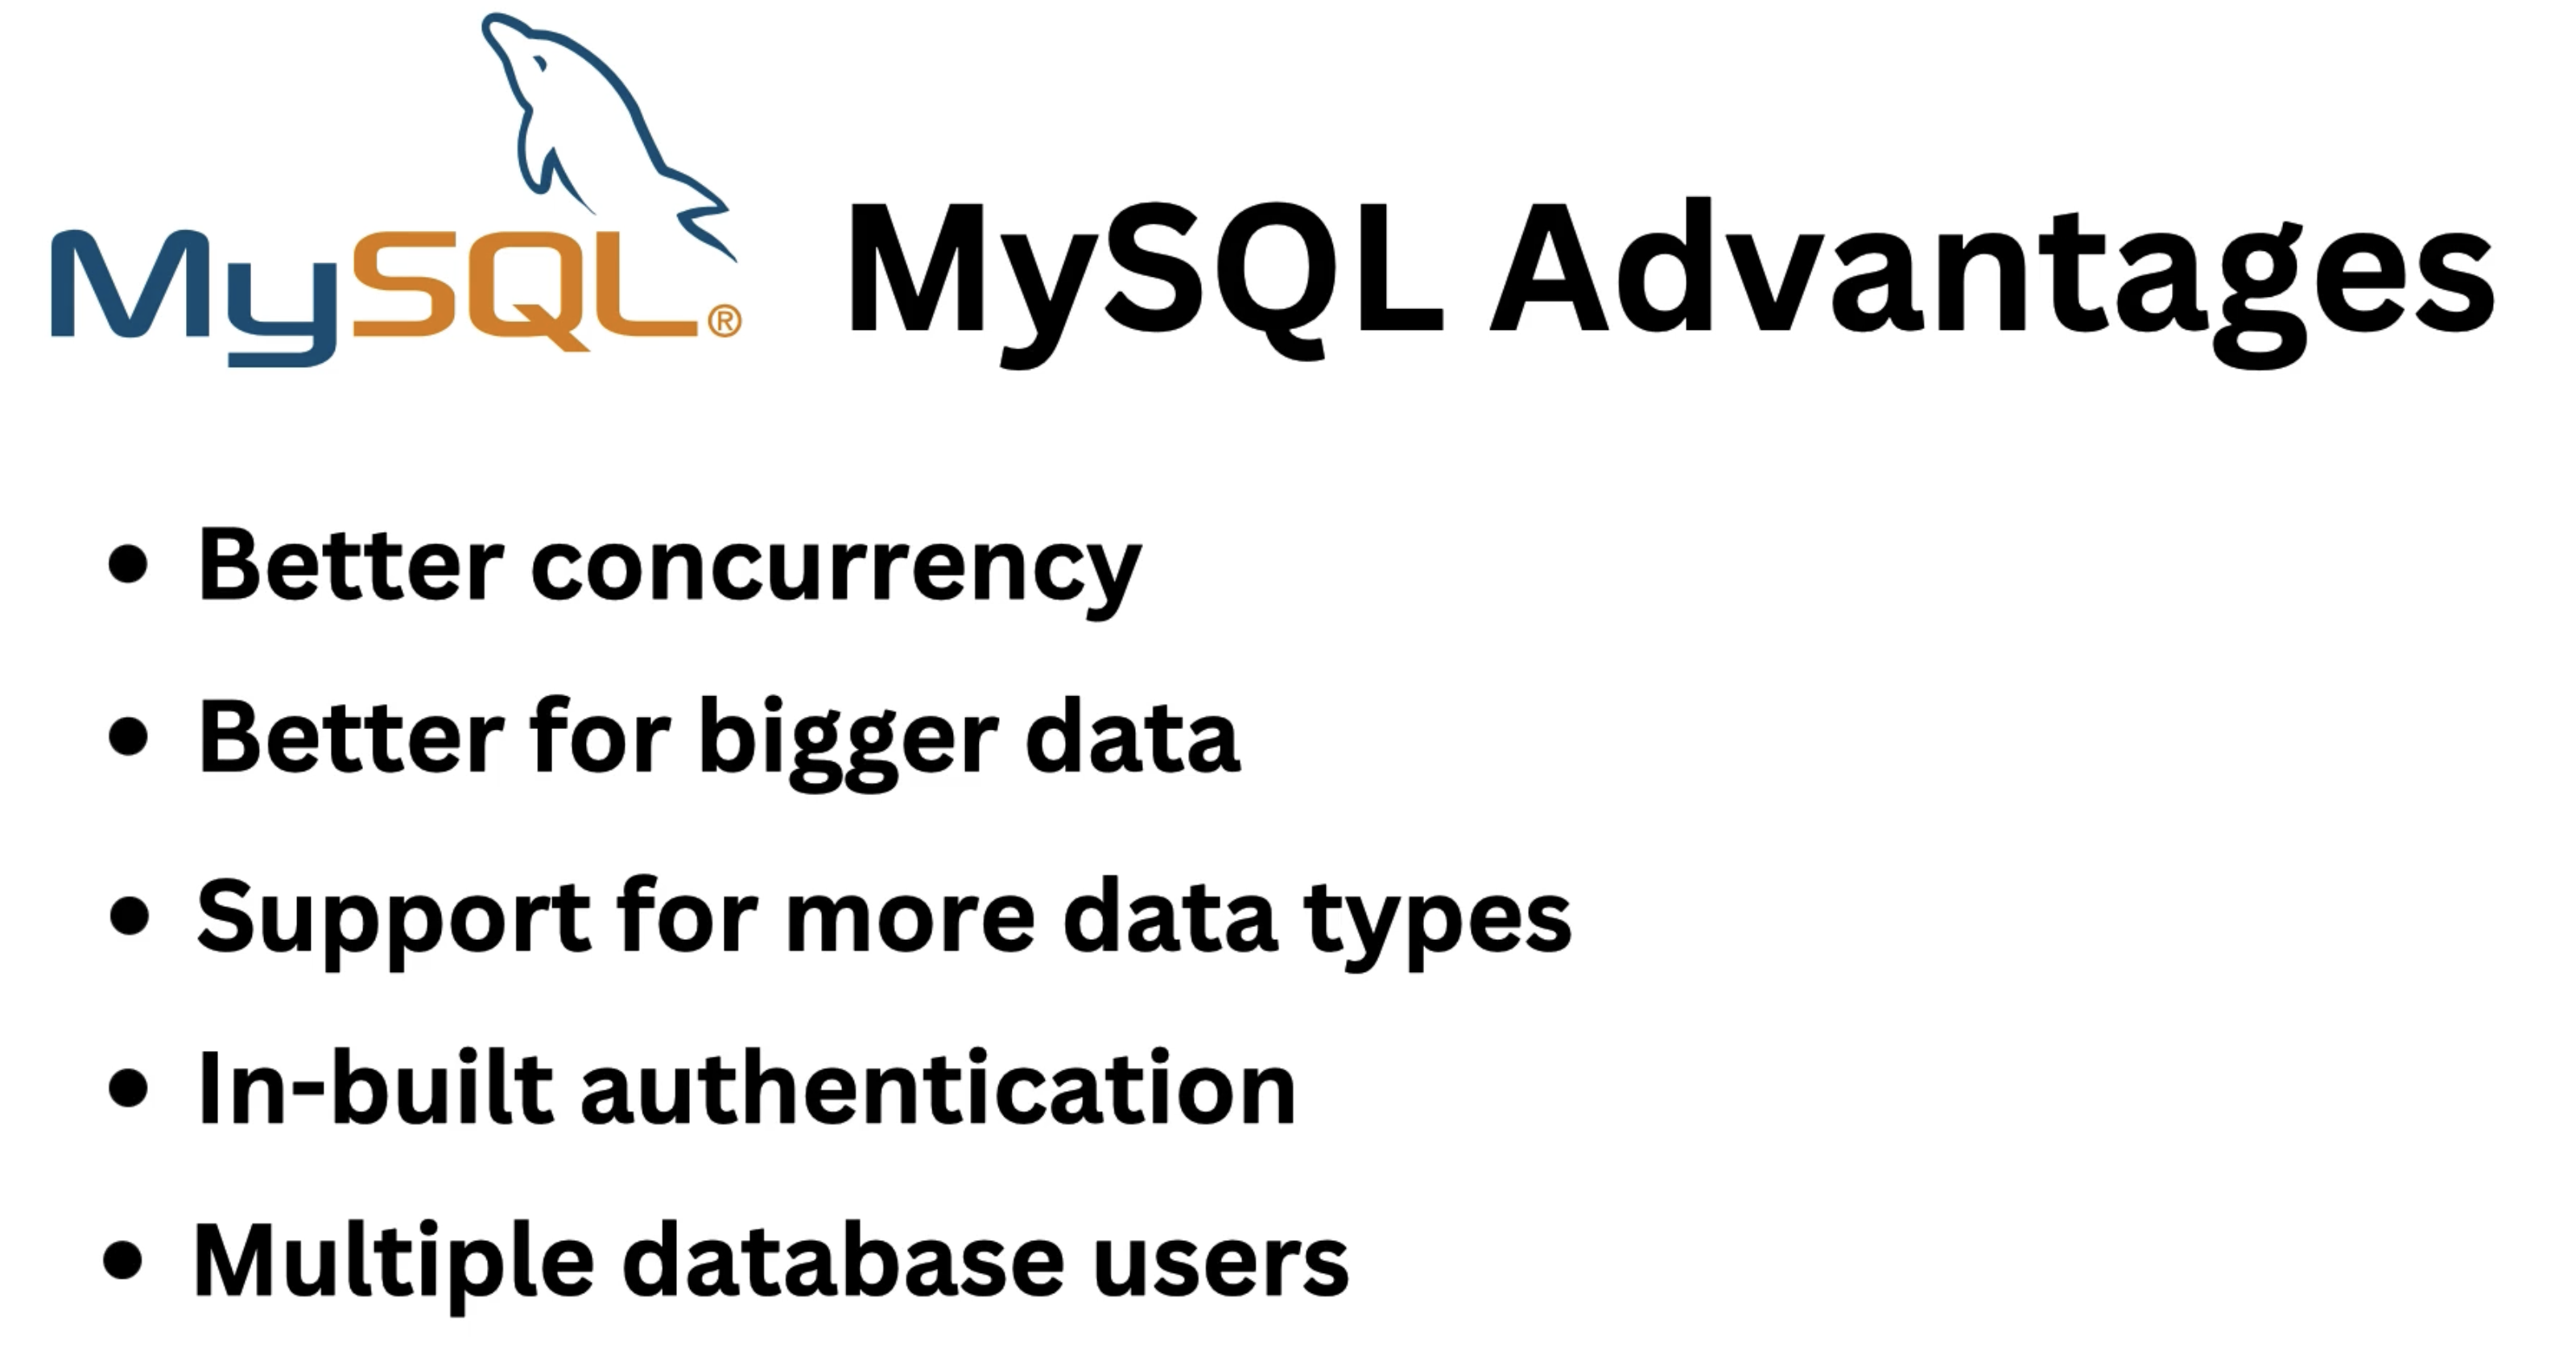 MySQL®
MySQL Advantages
• Better concurrency
• Better for bigger data
• Support for more data types
• In-built authentication
• Multiple database users